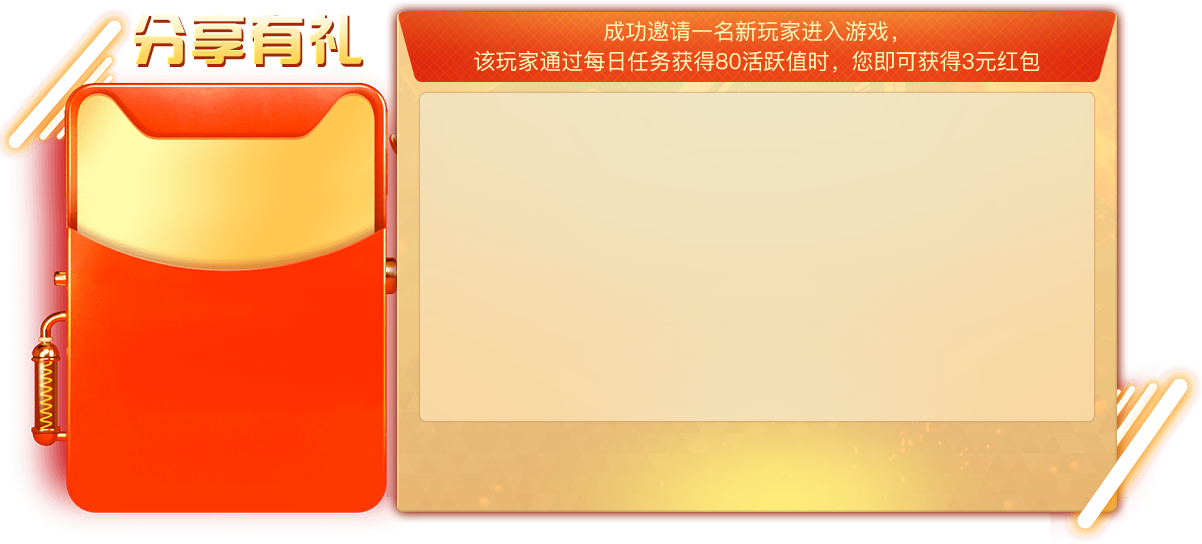 分享有礼
成功邀请一名新玩家进入游戏，
该玩家通过每日任务获得80活跃值时，您即可获得3元红包